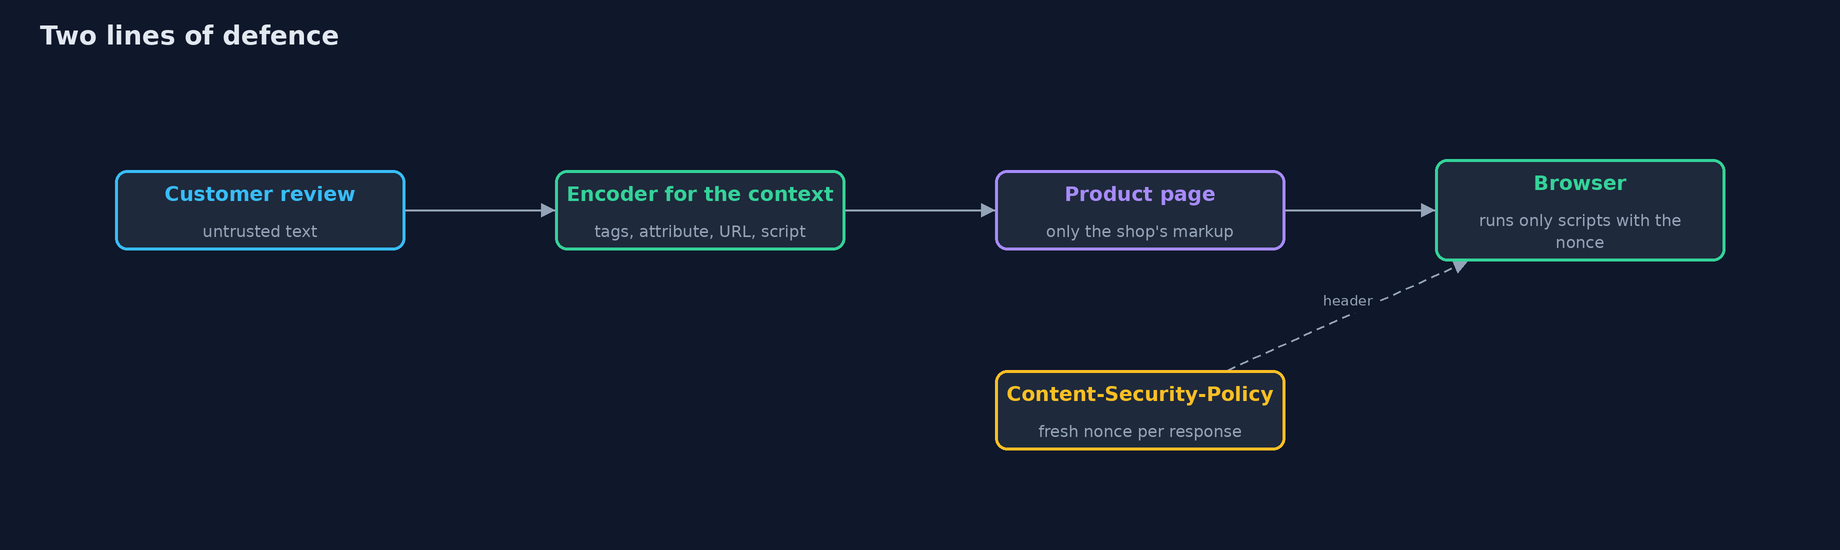 Two lines of defence
Customer review
untrusted text
Encoder for the context
tags, attribute, URL, script
Product page
only the shop's markup
Browser
runs only scripts with the
nonce
header
Content-Security-Policy
fresh nonce per response